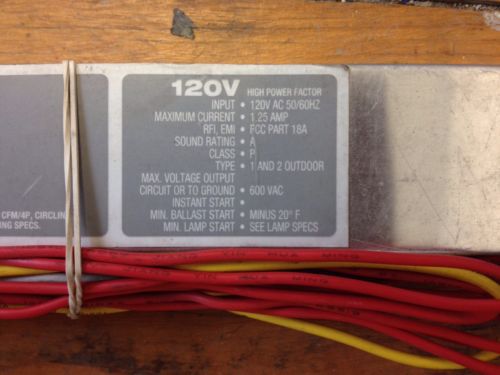 120V HIGH POWER FACTOR
INPUT • 120V AC 50/60HZ
MAXIMUM CURRENT • 1.25 AMP
RFI, EMI • FCC PART 18A
SOUND RATING • A
CLASS • P
TYPE • 1 AND 2 OUTDOOR
MAX. VOLTAGE OUTPUT
CIRCUIT OR TO GROUND • 600 VAC
INSTANT START •
MIN. BALLAST START • MINUS 20° F
MIN. LAMP START • SEE LAMP SPECS
CFM/4P, CIRCLIN
ING SPECS.